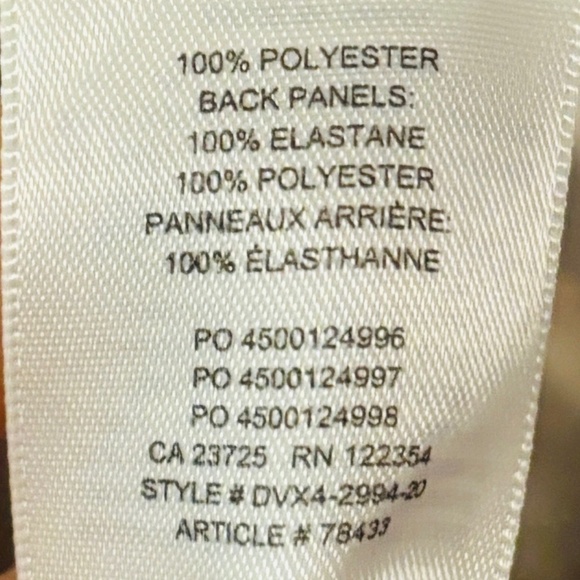 100% POLYESTER
BACK PANELS:
100% ELASTANE
100% POLYESTER
PANNEAUX ARRIÈRE:
100% ÉLASTHANNE
PO 4500124996
PO 4500124997
PO 4500124998
CA 23725 RN 122354
STYLE # DVX4-2994-20
ARTICLE # 78433